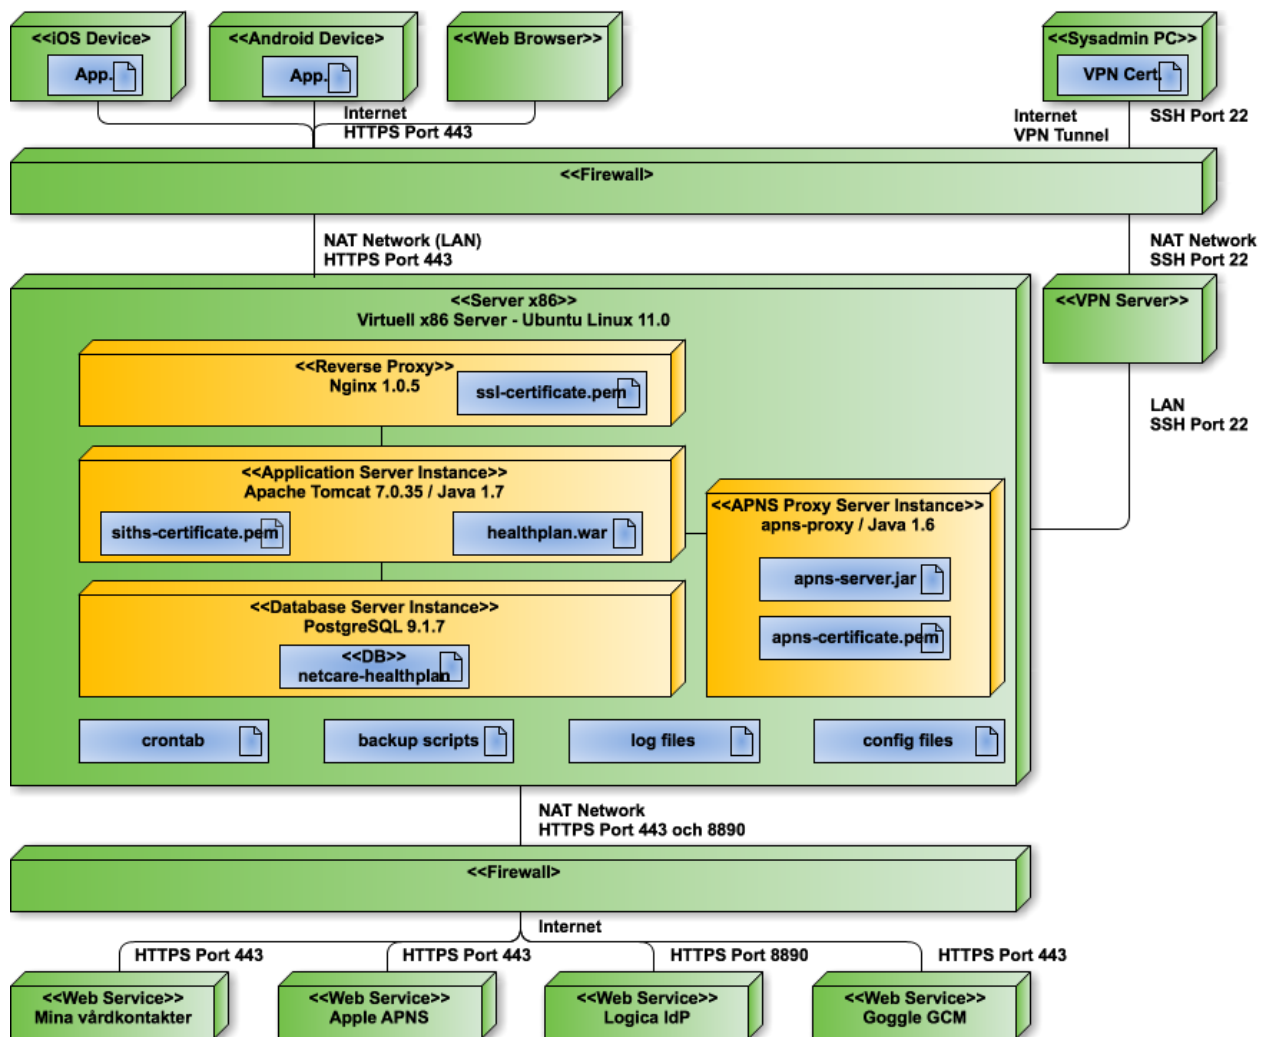 <<iOS Device>
App.
<<Android Device>
App.
<<Web Browser>>
<<Sysadmin PC>>
VPN Cert.
Internet
HTTPS Port 443
Internet
VPN Tunnel
SSH Port 22
<<Firewall>
NAT Network (LAN)
HTTPS Port 443
NAT Network
SSH Port 22
<<Server x86>>
Virtuell x86 Server - Ubuntu Linux 11.0
<<VPN Server>>
<<Reverse Proxy>>
Nginx 1.0.5
ssl-certificate.pem
LAN
SSH Port 22
<<Application Server Instance>>
Apache Tomcat 7.0.35 / Java 1.7
siths-certificate.pem
healthplan.war
<<APNS Proxy Server Instance>>
apns-proxy / Java 1.6
apns-server.jar
apns-certificate.pem
<<Database Server Instance>>
PostgreSQL 9.1.7
<<DB>>
netcare-healthplan
crontab
backup scripts
log files
config files
NAT Network
HTTPS Port 443 och 8890
<<Firewall>
Internet
HTTPS Port 443
HTTPS Port 443
HTTPS Port 8890
HTTPS Port 443
<<Web Service>>
Mina vårdkontakter
<<Web Service>>
Apple APNS
<<Web Service>>
Logica IdP
<<Web Service>>
Goggle GCM